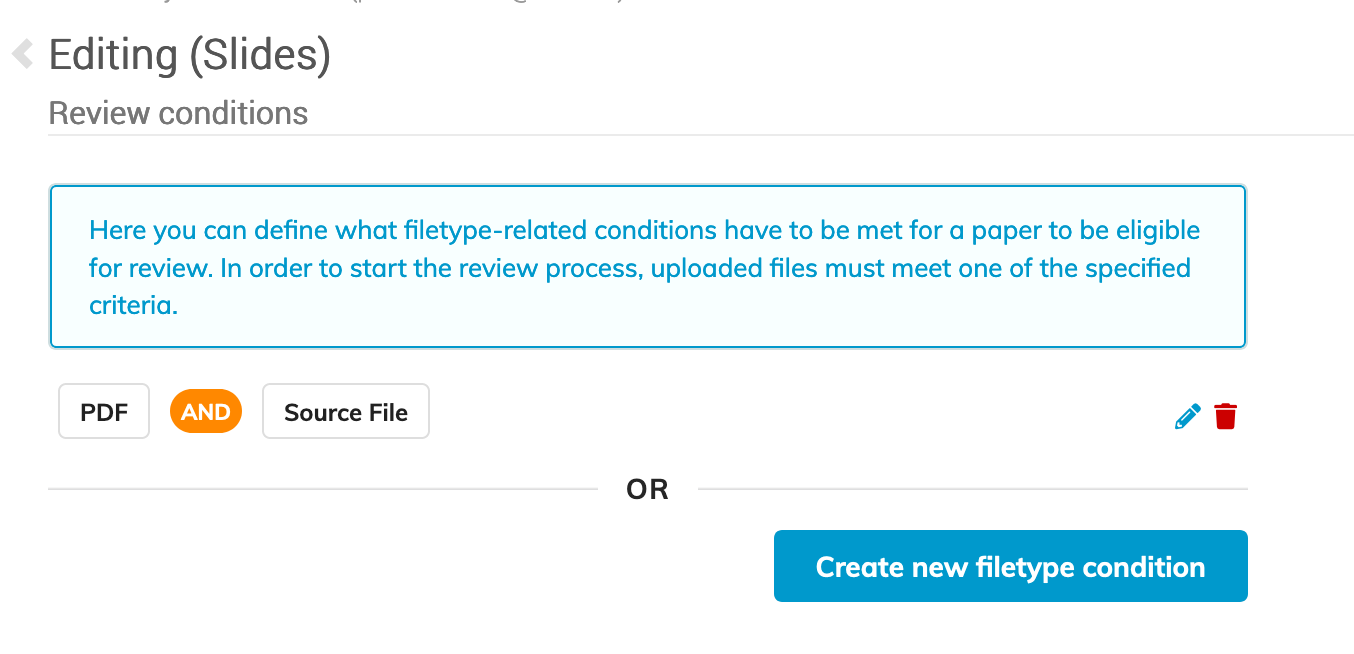 Editing (Slides)
Review conditions
Here you can define what filetype-related conditions have to be met for a paper to be eligible
for review. In order to start the review process, uploaded files must meet one of the specified
criteria.
PDF AND Source File
OR
Create new filetype condition